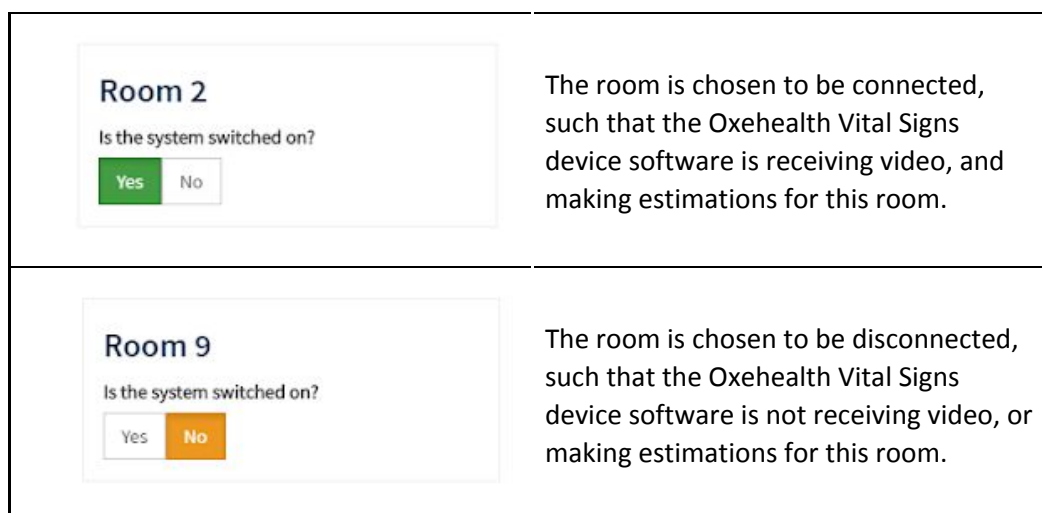 Room 2
Is the system switched on?
Yes No
The room is chosen to be connected,
such that the Oxehealth Vital Signs
device software is receiving video, and
making estimations for this room.
Room 9
Is the system switched on?
Yes No
The room is chosen to be disconnected,
such that the Oxehealth Vital Signs
device software is not receiving video, or
making estimations for this room.